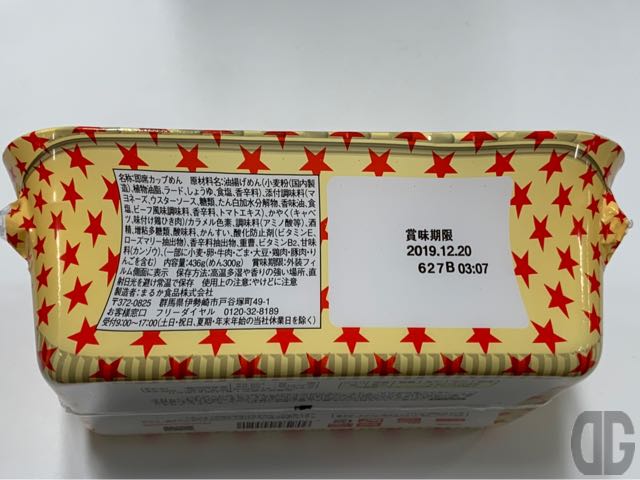 名称:即席カップめん 原材料名:油揚げめん(小麦粉(国内製
造)、植物油脂、ラード、しょうゆ、食塩、香辛料)、添付調味料(マ
ヨネーズ、ウスターソース、糖類、たん白加水分解物、香味油、食
塩、ビーフ風味調味料、香辛料、トマトエキス)、かやく(キャベ
ツ、味付け鶏ひき肉)/カラメル色素、調味料(アミノ酸等)、
酒精、増粘多糖類、酸味料、かんすい、酸化防止剤(ビタミンE、
ローズマリー抽出物)、香辛料抽出物、重曹、ビタミンB2、甘味
料(カンゾウ)、(一部に小麦・卵・牛肉・ごま・大豆・鶏肉・豚肉・り
んごを含む) 内容量:436g(めん300g) 賞味期限:外装フィ
ルム側面に表示 保存方法:高温多湿や香りの強い場所、直
射日光を避け常温で保存 使用上の注意:やけどに注意
製造者:まるか食品株式会社
〒372-0825 群馬県伊勢崎市戸谷塚町49-1
お客様窓口 フリーダイヤル 0120-32-8189
受付9:00~17:00(土・日・祝日、夏期・年末年始の当社休業日を除く)
賞味期限
2019.12.20
627B 03:07
DG